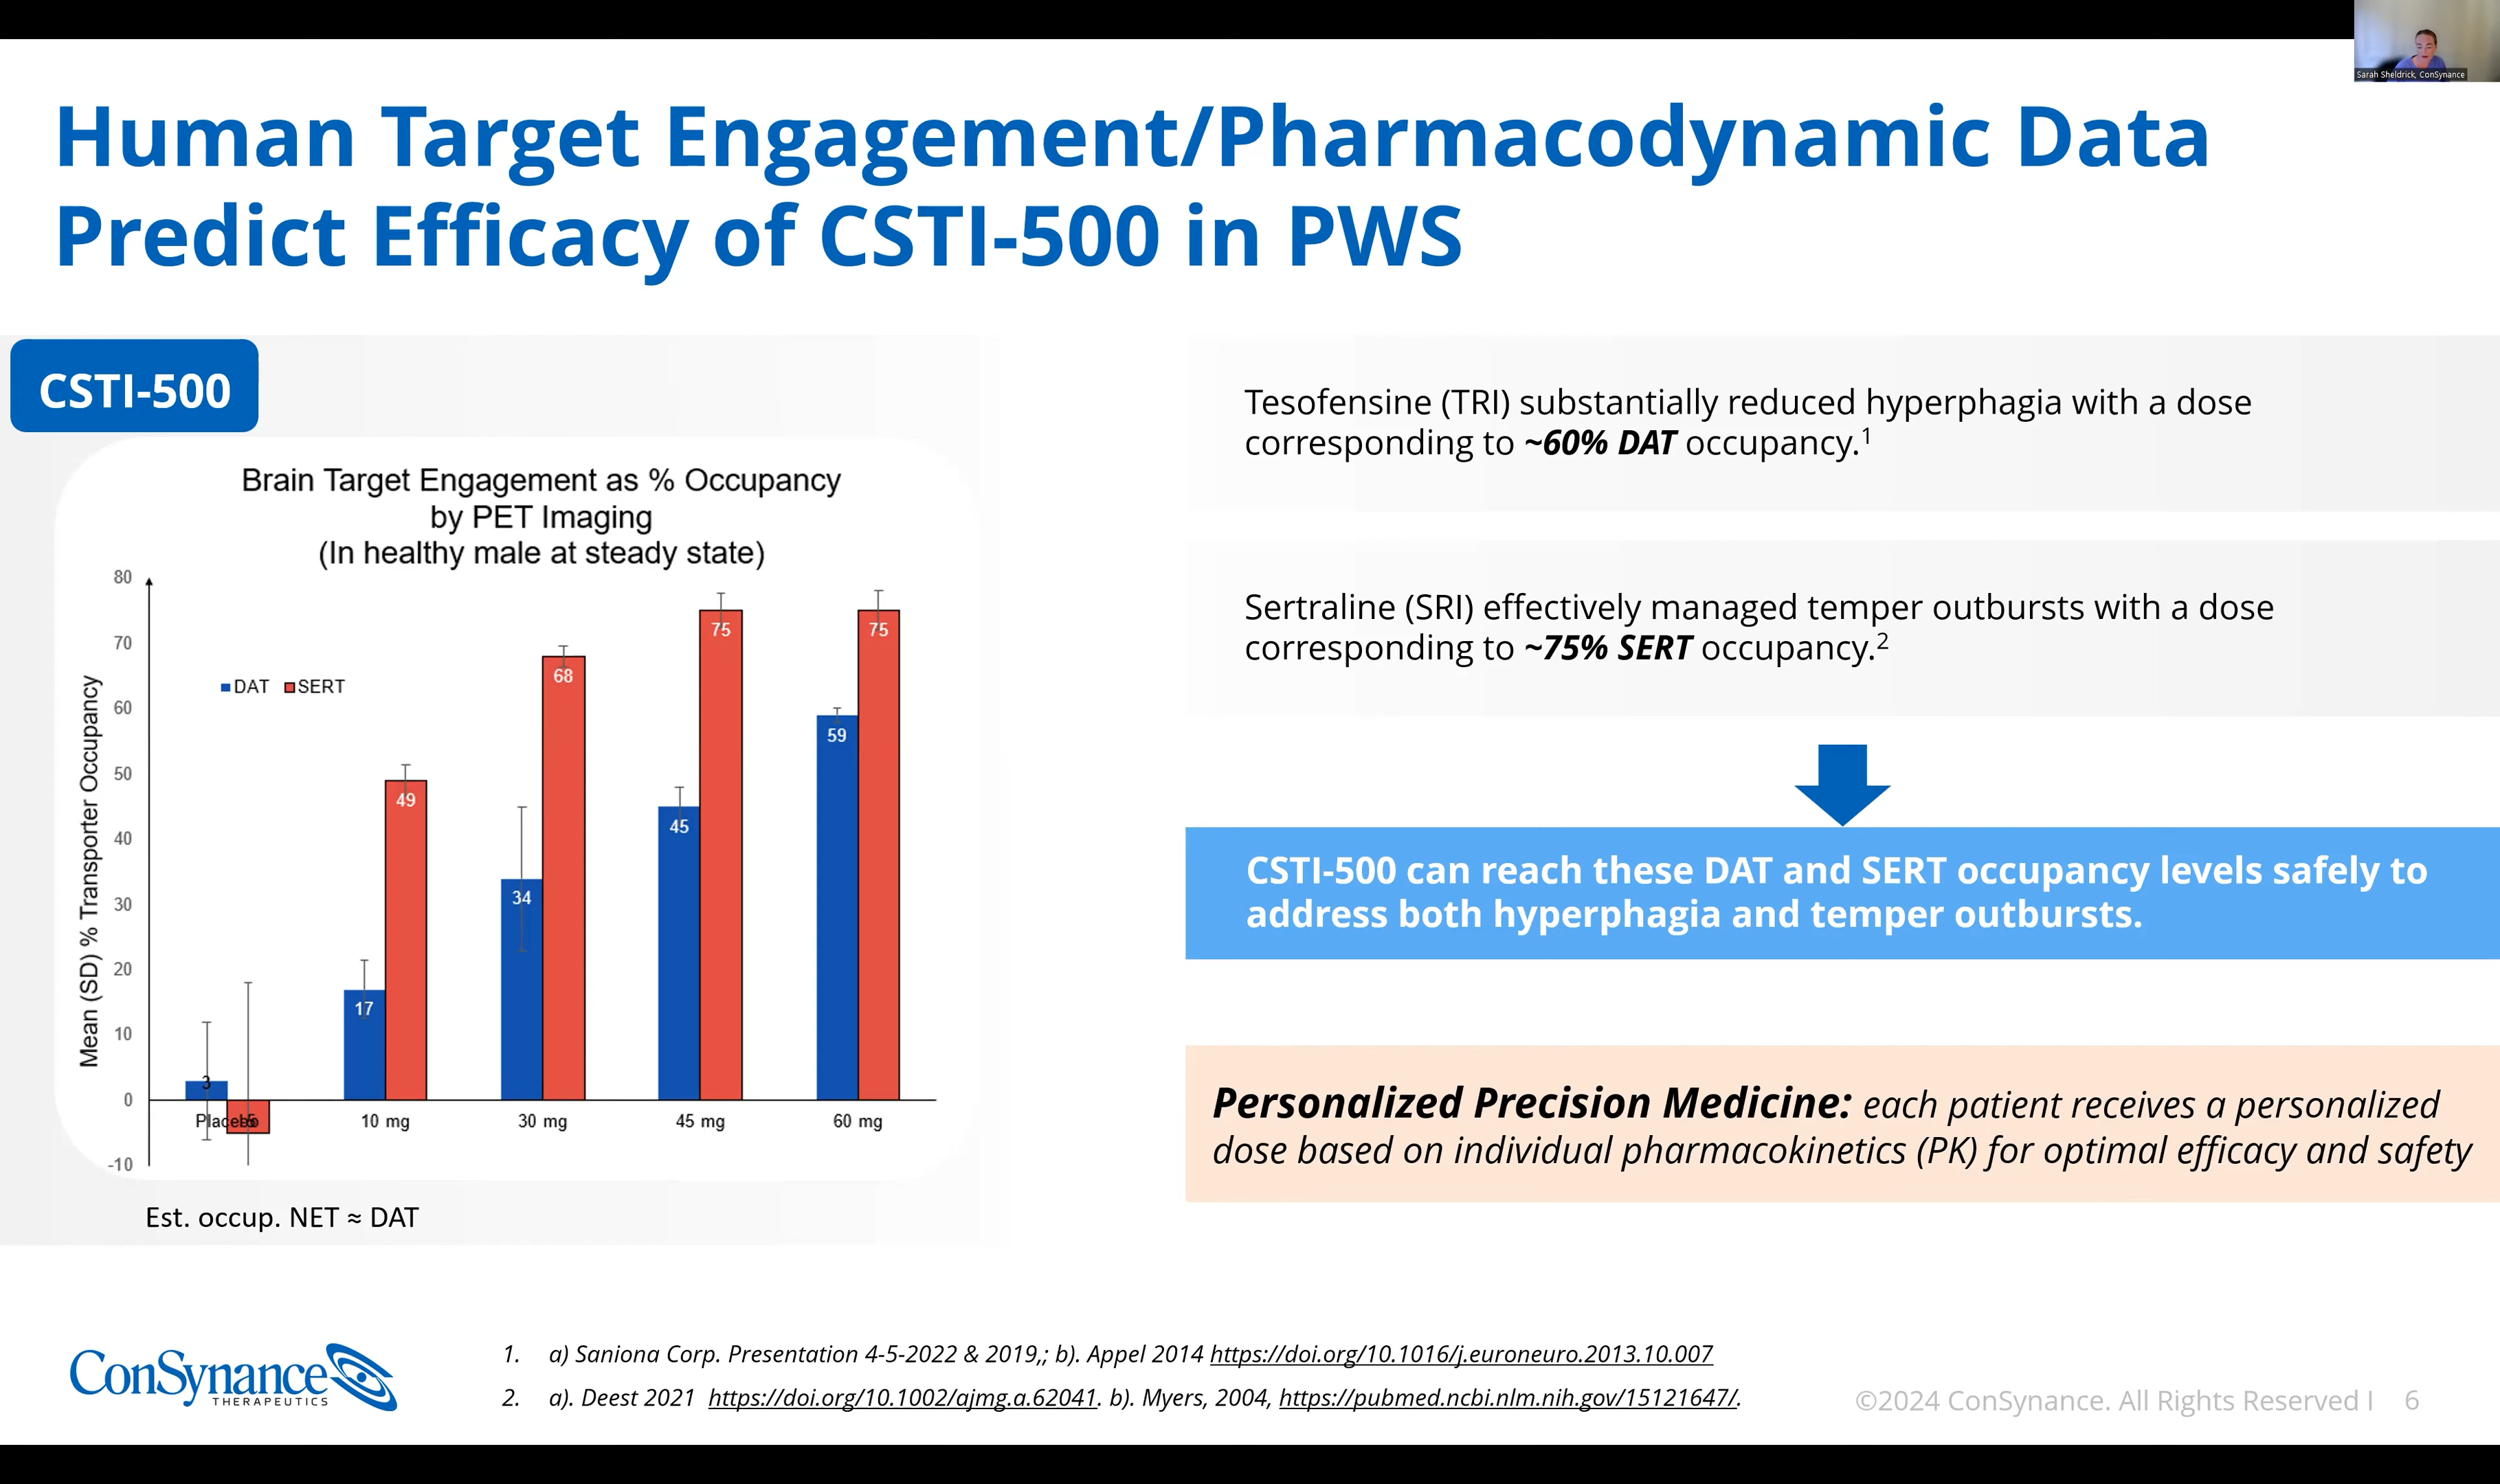 Sarah Sheldrick, ConSynance
Human Target Engagement/Pharmacodynamic Data
Predict Efficacy of CSTI-500 in PWS
CSTI-500
Brain Target Engagement as % Occupancy
by PET Imaging
(In healthy male at steady state)
Mean (SD) % Transporter Occupancy
80
70
60
50
40
30
20
10
0
-10
DAT SERT
3
-5
17
49
34
68
45
75
59
75
Placebo 10 mg 30 mg 45 mg 60 mg
Est. occup. NET ≈ DAT
Tesofensine (TRI) substantially reduced hyperphagia with a dose
corresponding to ~60% DAT occupancy.1
Sertraline (SRI) effectively managed temper outbursts with a dose
corresponding to ~75% SERT occupancy.2
CSTI-500 can reach these DAT and SERT occupancy levels safely to
address both hyperphagia and temper outbursts.
Personalized Precision Medicine: each patient receives a personalized
dose based on individual pharmacokinetics (PK) for optimal efficacy and safety
ConSynance
THERAPEUTICS
1. a) Saniona Corp. Presentation 4-5-2022 & 2019,; b). Appel 2014 https://doi.org/10.1016/j.euroneuro.2013.10.007
2. a). Deest 2021 https://doi.org/10.1002/ajmg.a.62041. b). Myers, 2004, https://pubmed.ncbi.nlm.nih.gov/15121647/.
©2024 ConSynance. All Rights Reserved I 6